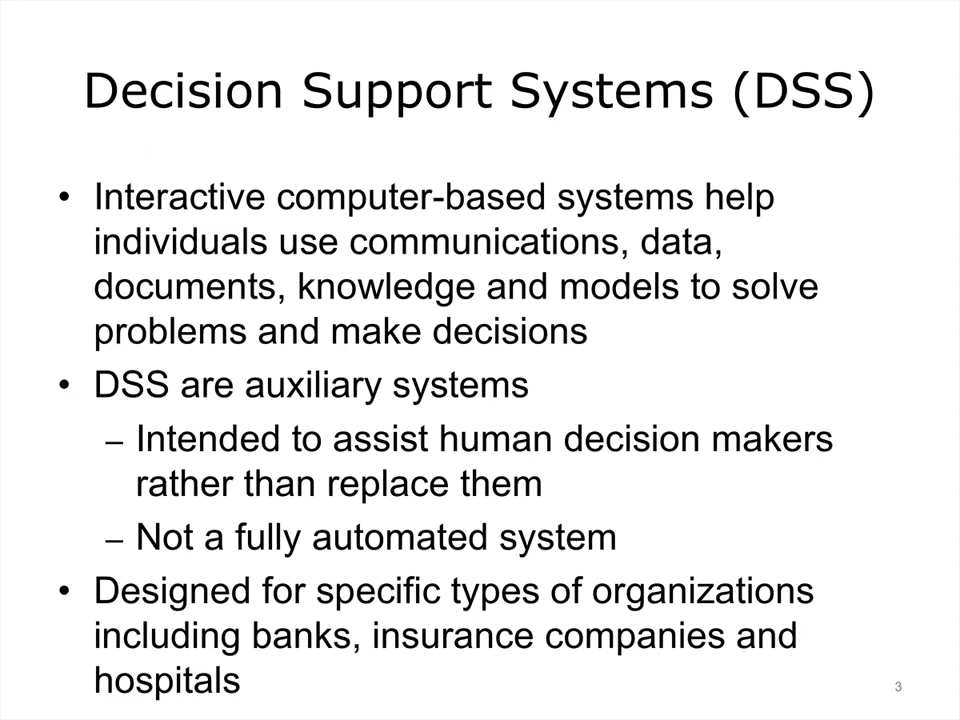 Decision Support Systems (DSS)
• Interactive computer-based systems help
individuals use communications, data,
documents, knowledge and models to solve
problems and make decisions
• DSS are auxiliary systems
– Intended to assist human decision makers
rather than replace them
– Not a fully automated system
• Designed for specific types of organizations
including banks, insurance companies and
hospitals
3